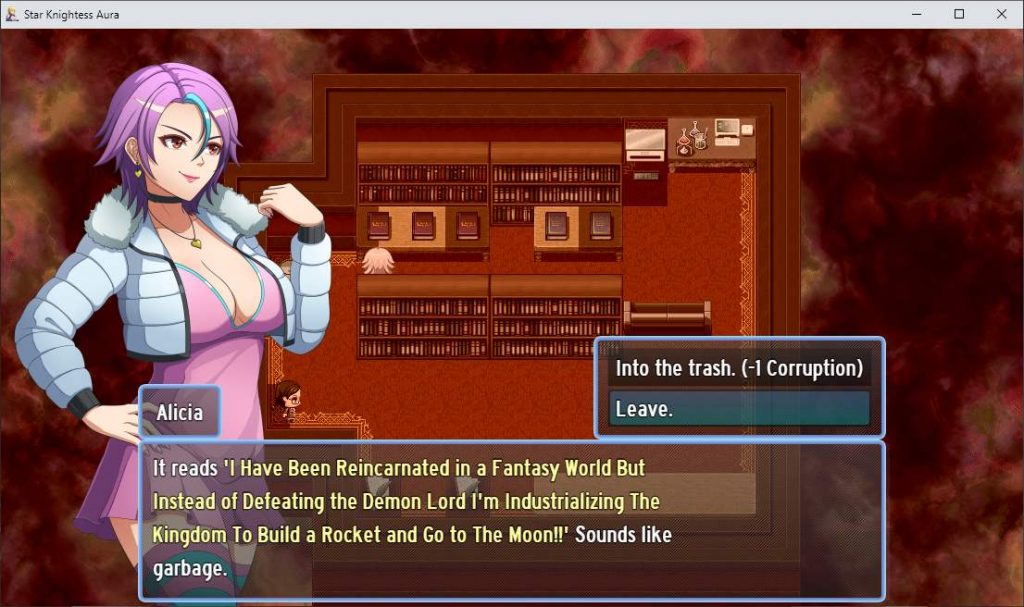 Star Knightess Aura
Into the trash. (-1 Corruption)
Leave.
Alicia
It reads 'I Have Been Reincarnated in a Fantasy World But
Instead of Defeating the Demon Lord I'm Industrializing The
Kingdom To Build a Rocket and Go to The Moon!!' Sounds like
garbage.